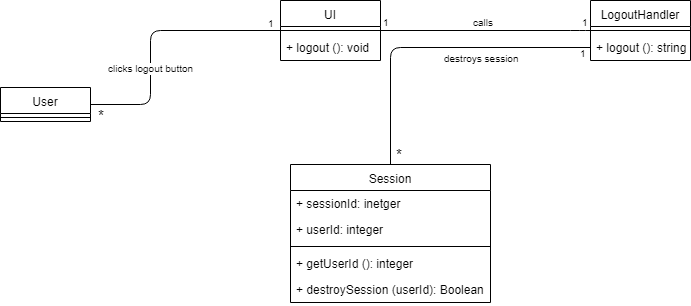 UI
LogoutHandler
1
1
calls
1
+ logout (): void
+ logout (): string
1
destroys session
clicks logout button
User
*
*
Session
+ sessionId: inetger
+ userId: integer
+ getUserId (): integer
+ destroySession (userId): Boolean